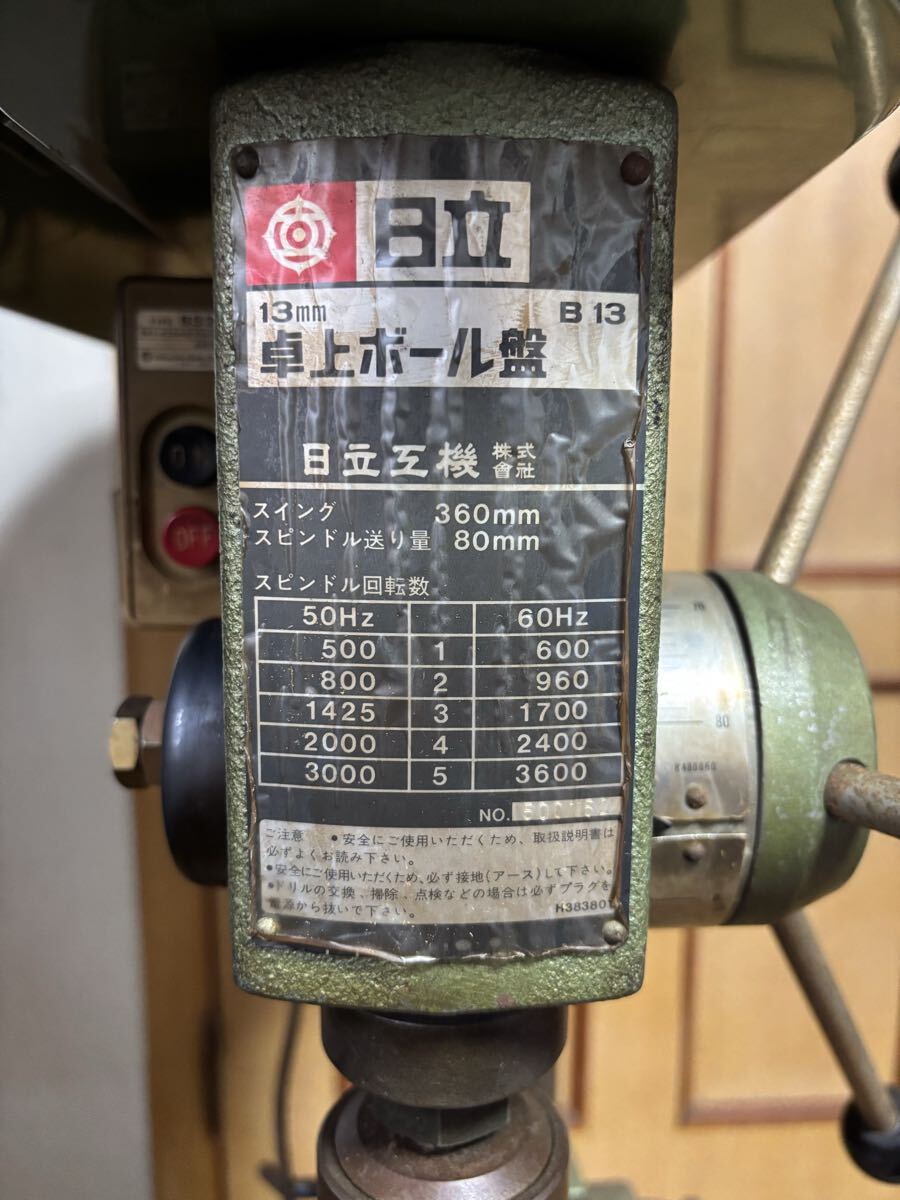 日立
13mm B 13
卓上ボール盤
日立工機 株式會社
スイング 360mm
スピンドル送り量 80mm
スピンドル回転数
50Hz 60Hz
500 1 600
800 2 960
1425 3 1700
2000 4 2400
3000 5 3600
NO.
ご注意 ●安全にご使用いただくため、取扱説明書は
必ずよくお読み下さい。
●安全にご使用いただくため、必ず接地(アース)して下さい。
●ドリルの交換、掃除、点検などの場合は必ずプラグを
電源から抜いて下さい。
H383801
ON
OFF
70
80